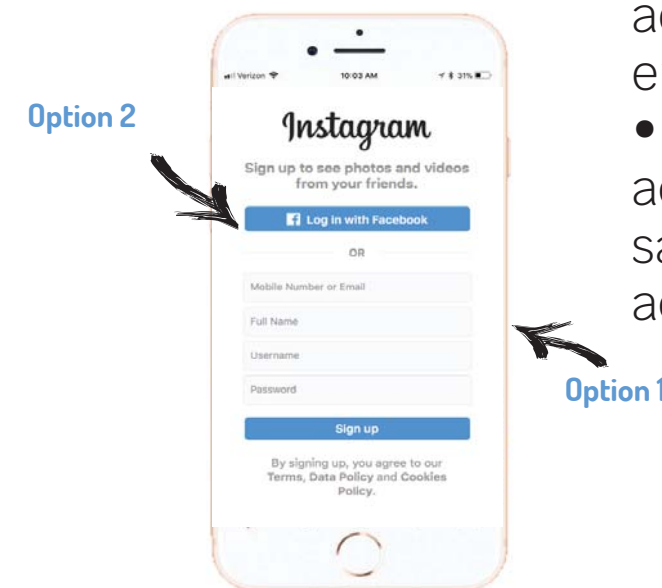 Verizon 10:03 AM 31%
Option 2
Instagram
Sign up to see photos and videos
from your friends.
f Log in with Facebook
OR
Mobile Number or Email
Full Name
Username
Password
Sign up
By signing up, you agree to our
Terms, Data Policy and Cookies
Policy.
Option 1
•